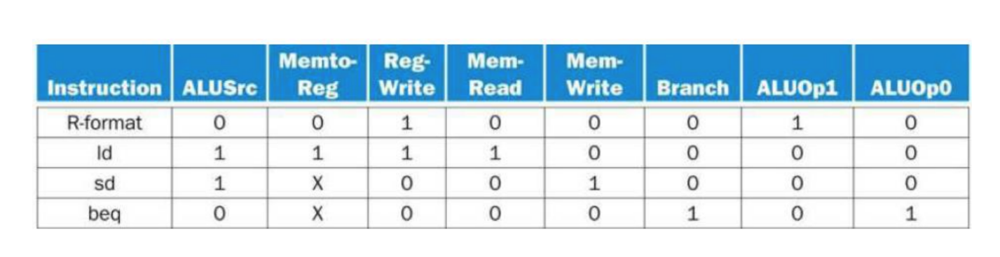 Instruction ALUSrc Memto-Reg Reg-Write Mem-Read Mem-Write Branch ALUOp1 ALUOp0
R-format 0 0 1 0 0 0 1 0
ld 1 1 1 1 0 0 0 0
sd 1 X 0 0 1 0 0 0
beq 0 X 0 0 0 1 0 1